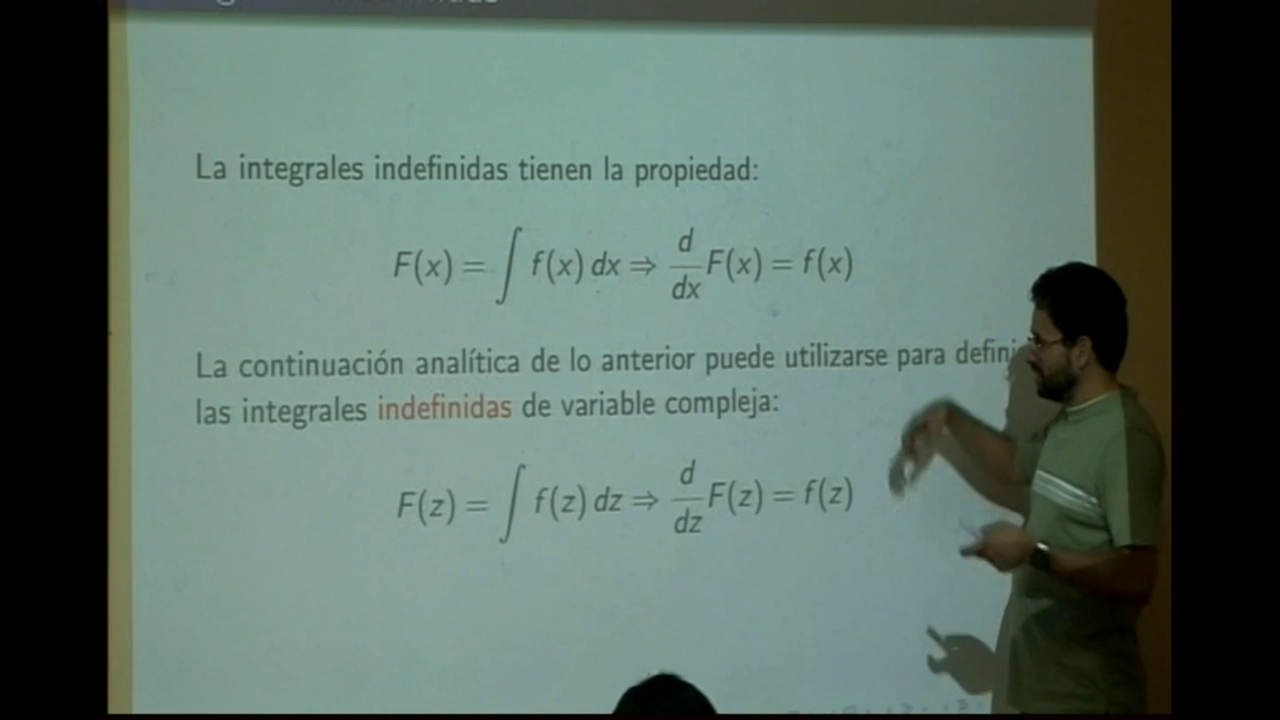 La integrales indefinidas tienen la propiedad:
F(x) = ∫ f(x) dx ⇒ d/dx F(x) = f(x)
La continuación analítica de lo anterior puede utilizarse para defini
las integrales indefinidas de variable compleja:
F(z) = ∫ f(z) dz ⇒ d/dz F(z) = f(z)